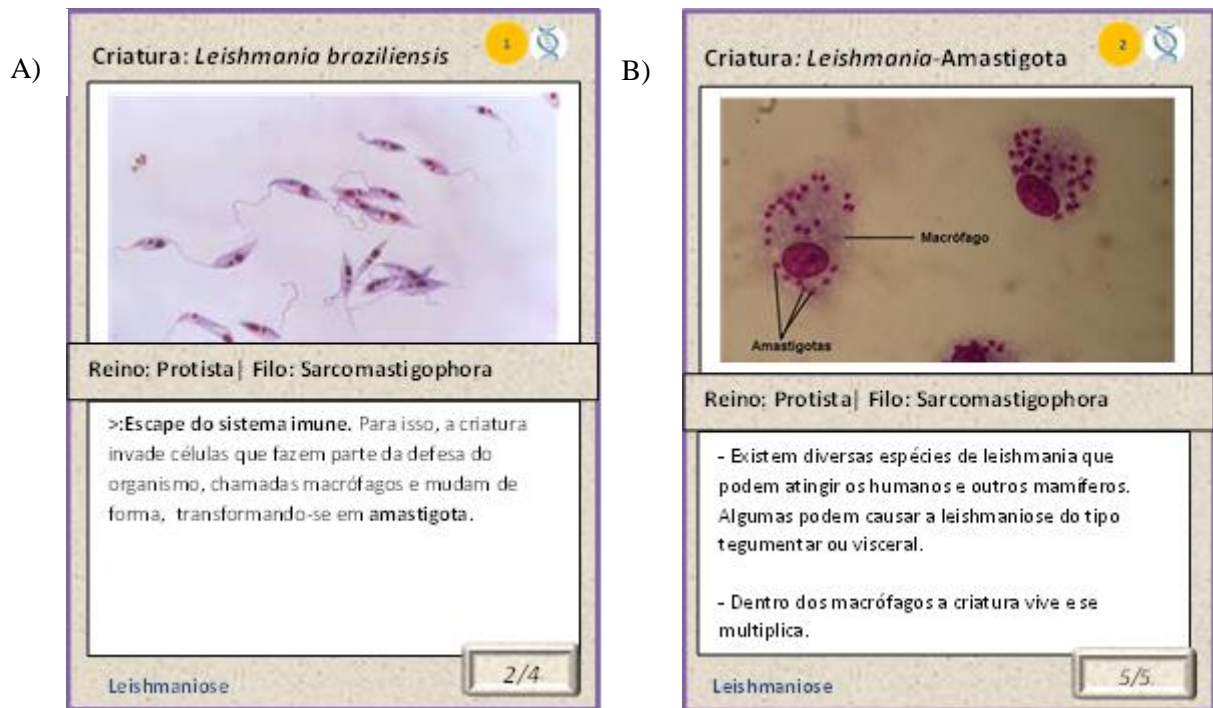 A)
Criatura: Leishmania braziliensis
1
Reino: Protista| Filo: Sarcomastigophora
>:Escape do sistema imune. Para isso, a criatura
invade células que fazem parte da defesa do
organismo, chamadas macrófagos e mudam de
forma, transformando-se em amastigota.
2/4
Leishmaniose
B)
Criatura: Leishmania-Amastigota
2
Macrófago
Amastigotas
Reino: Protista| Filo: Sarcomastigophora
- Existem diversas espécies de leishmania que
podem atingir os humanos e outros mamíferos.
Algumas podem causar a leishmaniose do tipo
tegumentar ou visceral.
- Dentro dos macrófagos a criatura vive e se
multiplica.
5/5
Leishmaniose